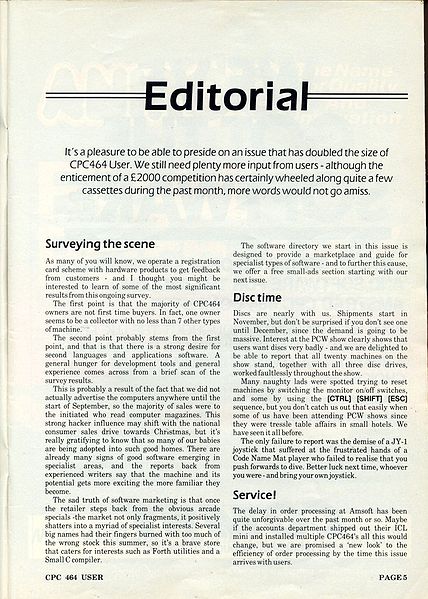 Editorial
It's a pleasure to be able to preside on an issue that has doubled the size of
CPC464 User. We still need plenty more input from users - although the
enticement of a £2000 competition has certainly wheeled along quite a few
cassettes during the past month, more words would not go amiss.
Surveying the scene
As many of you will know, we operate a registration
card scheme with hardware products to get feedback
from customers - and I thought you might be
interested to learn of some of the most significant
results from this ongoing survey.
The first point is that the majority of CPC464
owners are not first time buyers. In fact, one owner
seems to be a collector with no less than 7 other types
of machine.
The second point probably stems from the first
point, and that is that there is a strong desire for
second languages and applications software. A
general hunger for development tools and general
experience comes across from a brief scan of the
survey results.
This is probably a result of the fact that we did not
actually advertise the computers anywhere until the
start of September, so the majority of sales were to
the initiated who read computer magazines. This
strong hacker influence may shift with the national
consumer sales drive towards Christmas, but it's
really gratifying to know that so many of our babies
are being adopted into such good homes. There are
already many signs of good software emerging in
specialist areas, and the reports back from
experienced writers say that the machine and its
potential gets more exciting the more familiar they
become.
The sad truth of software marketing is that once
the retailer steps back from the obvious arcade
specials -the market not only fragments, it positively
shatters into a myriad of specialist interests. Several
big names had their fingers burned with too much of
the wrong stock this summer, so it's a brave store
that caters for interests such as Forth utilities and a
Small C compiler.
The software directory we start in this issue is
designed to provide a marketplace and guide for
specialist types of software - and to further this cause,
we offer a free small-ads section starting with our
next issue.
Disc time
Discs are nearly with us. Shipments start in
November, but don't be surprised if you don't see one
until December, since the demand is going to be
massive. Interest at the PCW show clearly shows that
users want discs very badly - and we are delighted to
be able to report that all twenty machines on the
show stand, together with all three disc drives,
worked faultlessly throughout the show.
Many naughty lads were spotted trying to reset
machines by switching the monitor on/off switches,
and some by using the [CTRL] [SHIFT] [ESC]
sequence, but you don't catch us out that easily when
some of us have been attending PCW shows since
they were tressle table affairs in small hotels. We
have seen it all before.
The only failure to report was the demise of a JY-1
joystick that suffered at the frustrated hands of a
Code Name Mat player who failed to realise that you
push forwards to dive. Better luck next time, whoever
you were - and bring your own joystick.
Service!
The delay in order processing at Amsoft has been
quite unforgivable over the past month or so. Maybe
if the accounts department shipped out their ICL
mini and installed multiple CPC464's all this would
change, but we are promised a 'new look' to the
efficiency of order processing by the time this issue
arrives with users.
CPC 464 USER
PAGE 5